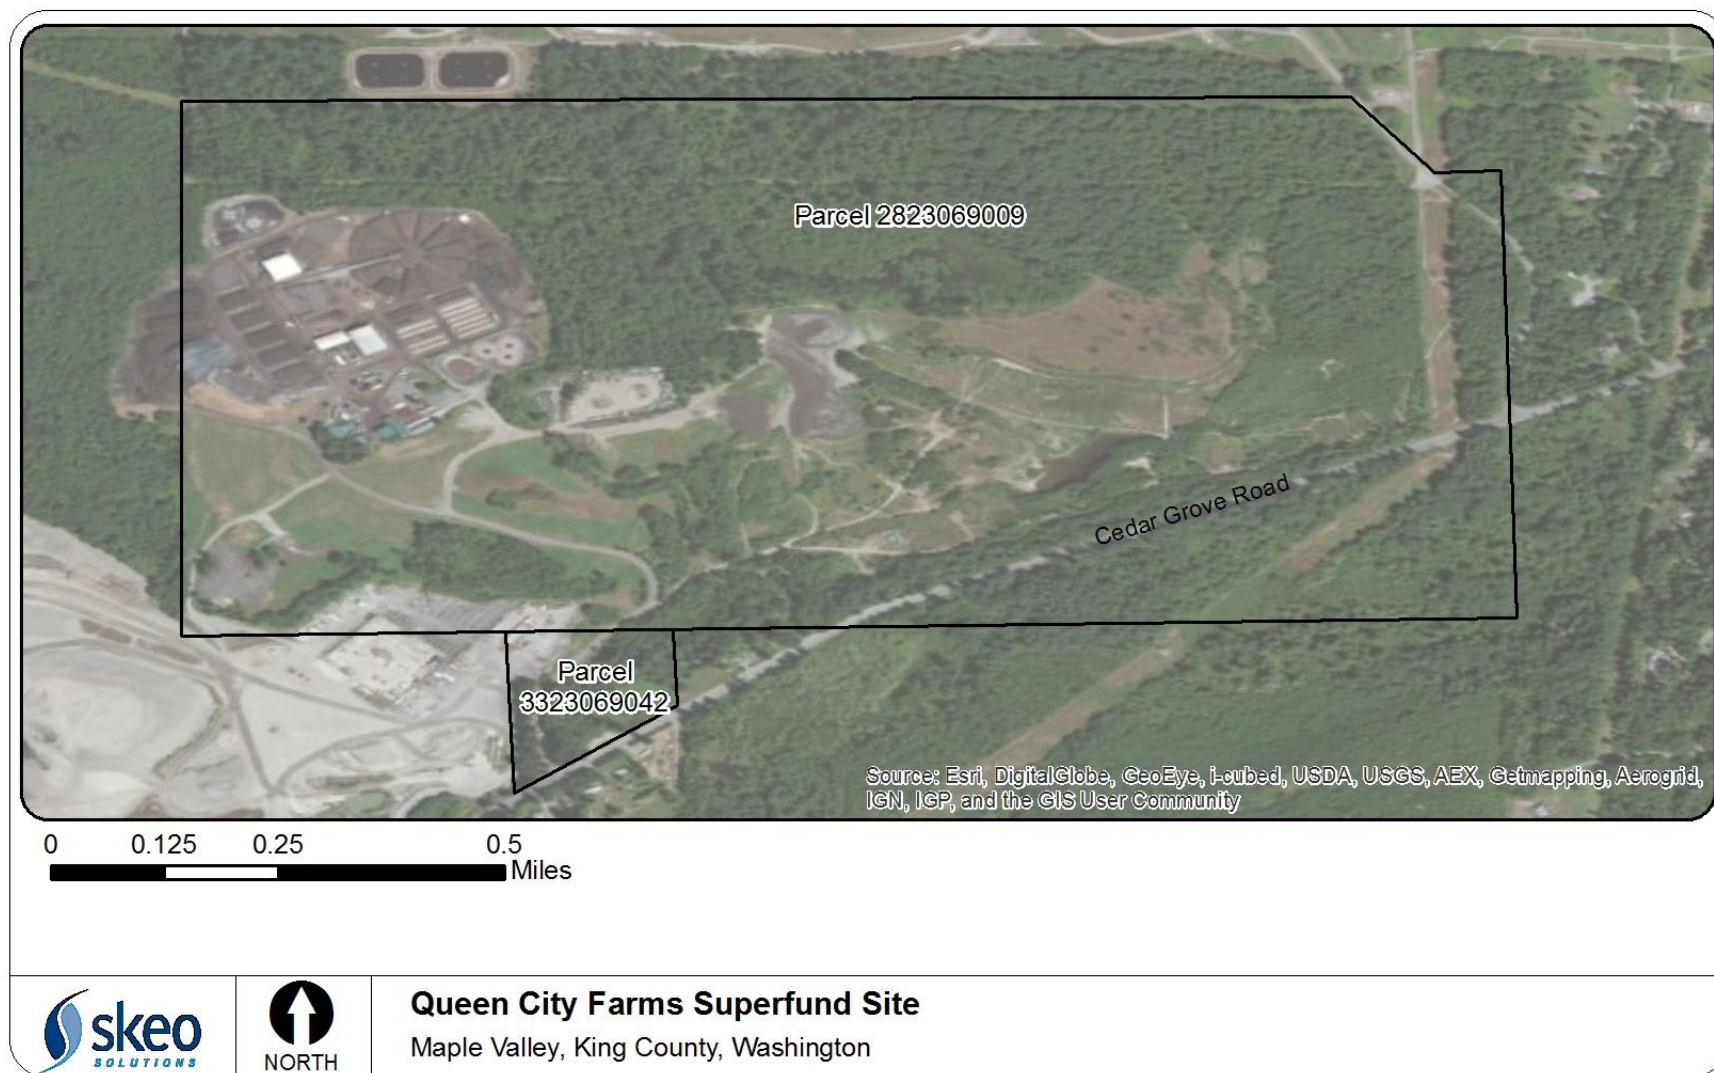 Parcel 2823069009
Cedar Grove Road
Parcel
3323069042
Source: Esri, DigitalGlobe, GeoEye, i-cubed, USDA, USGS, AEX, Getmapping, Aerogrid,
IGN, IGP, and the GIS User Community
0 0.125 0.25 0.5
Miles
skeo
SOLUTIONS
NORTH
Queen City Farms Superfund Site
Maple Valley, King County, Washington